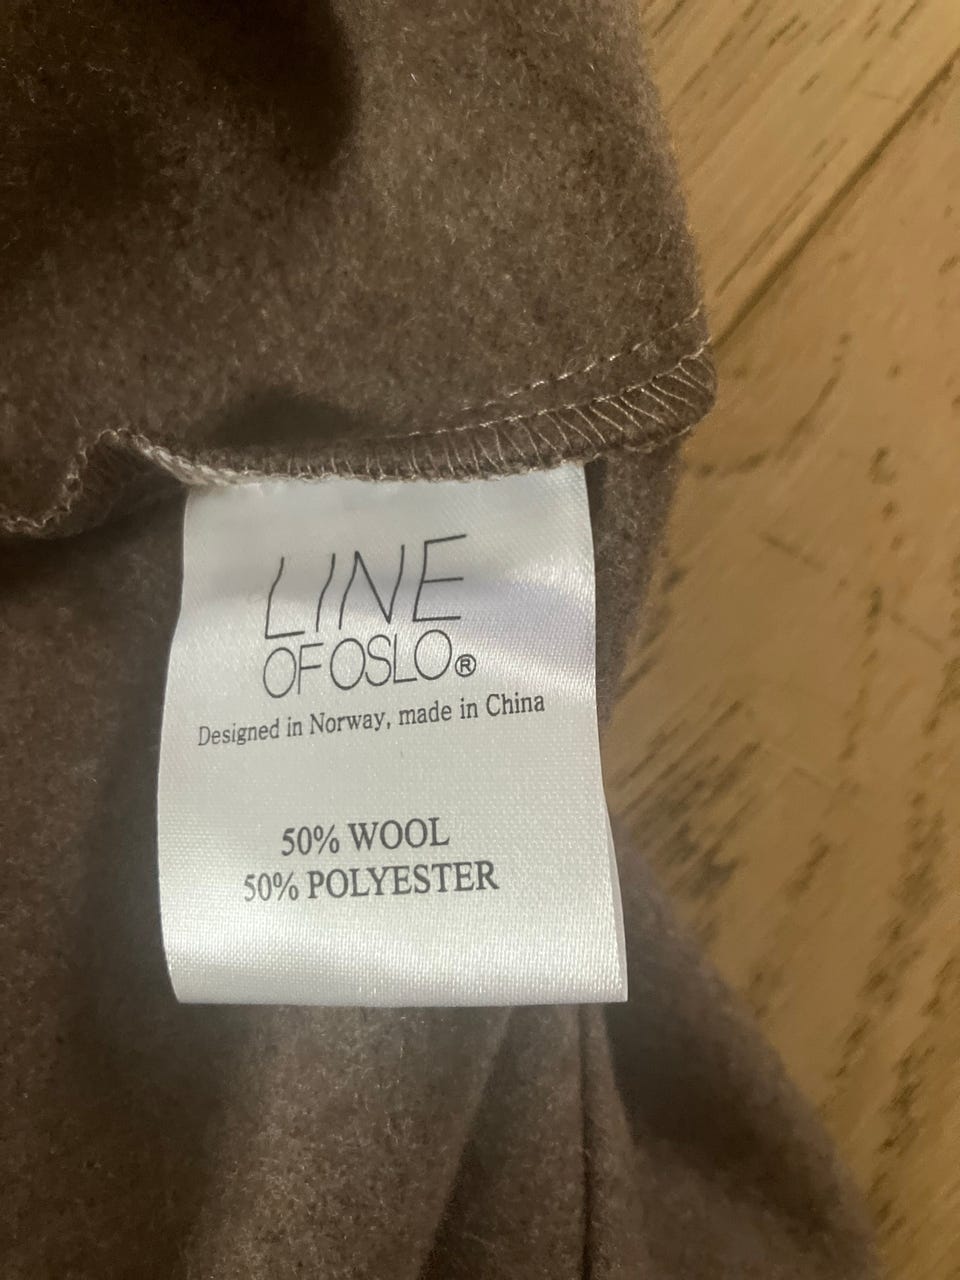 LINE
OF OSLO®
Designed in Norway, made in China
50% WOOL
50% POLYESTER